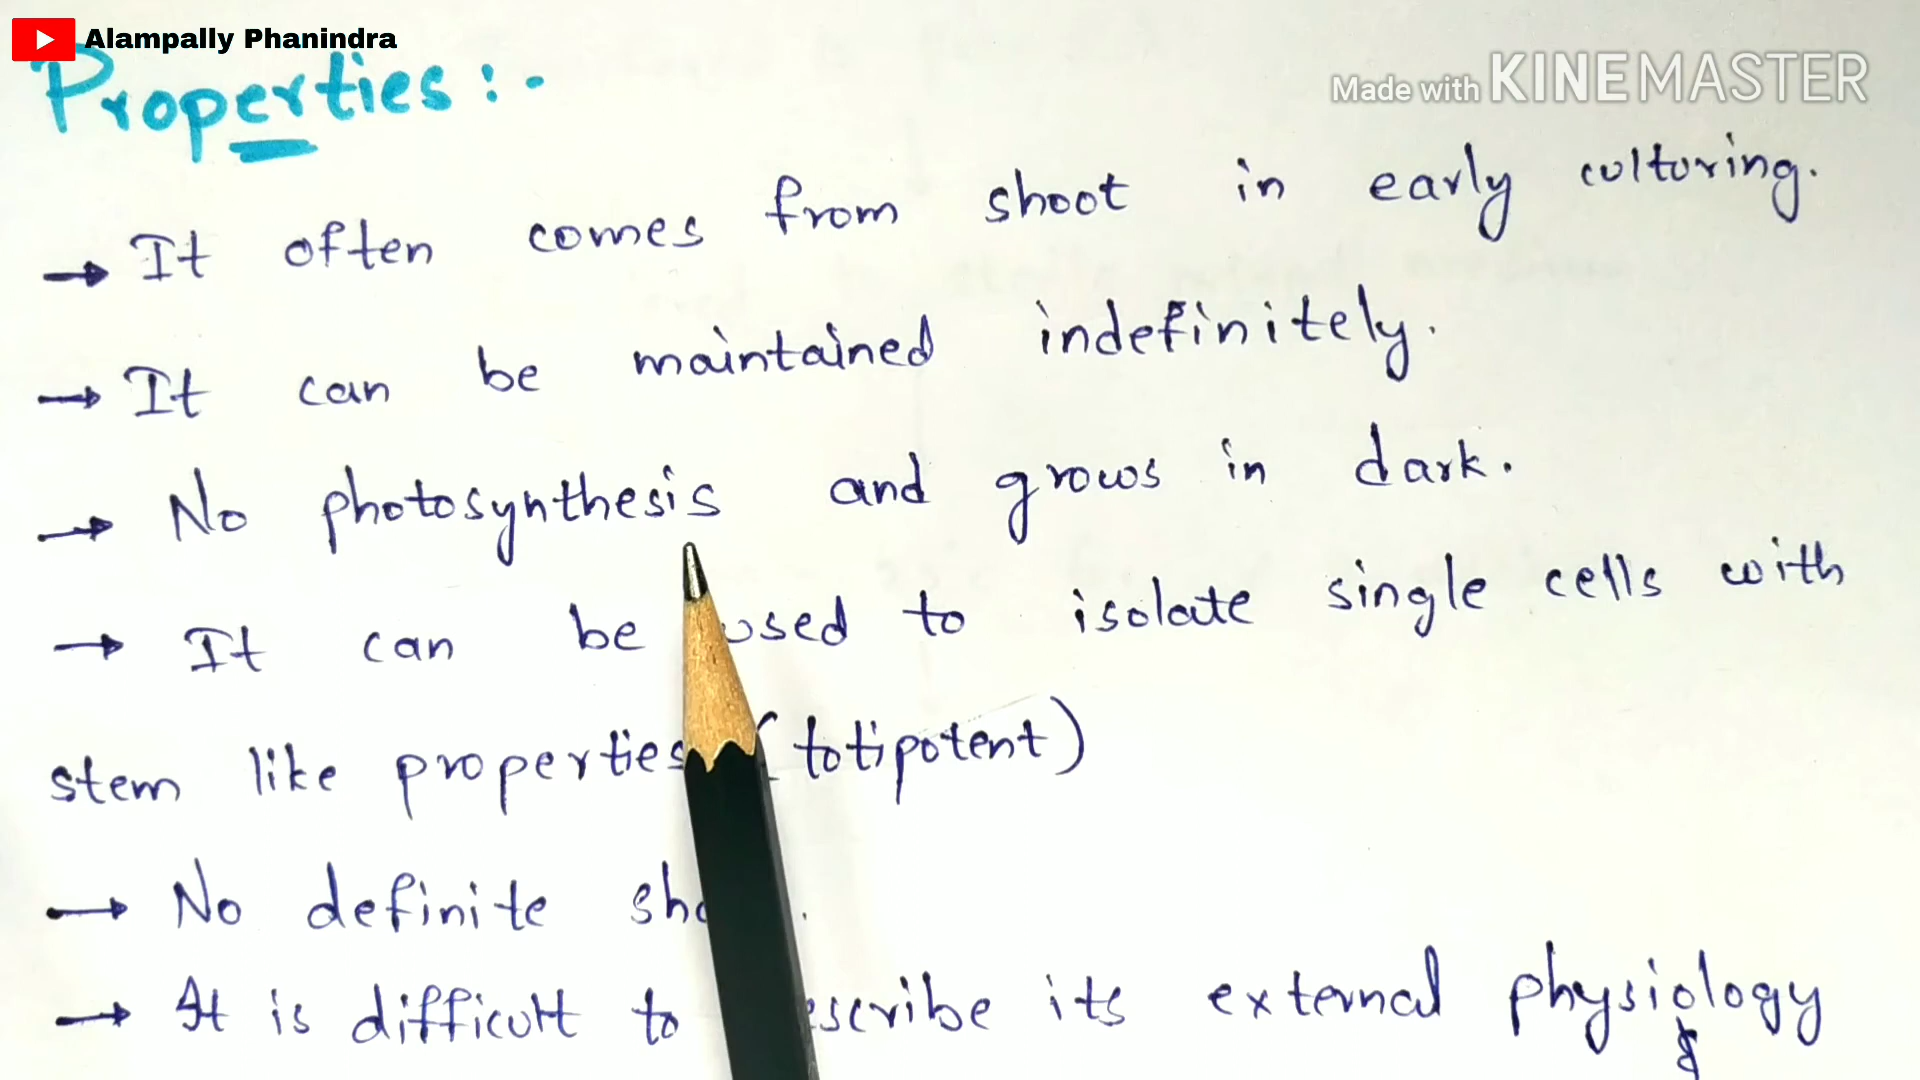 Alampally Phanindra
Made with KINEMASTER
Properties :-
→ It often comes from shoot in early culturing.
→ It can be maintained indefinitely.
→ No photosynthesis and grows in dark.
→ It can be used to isolate single cells with
stem like properties (totipotent)
→ No definite
→ It is difficult to its external physiology
&